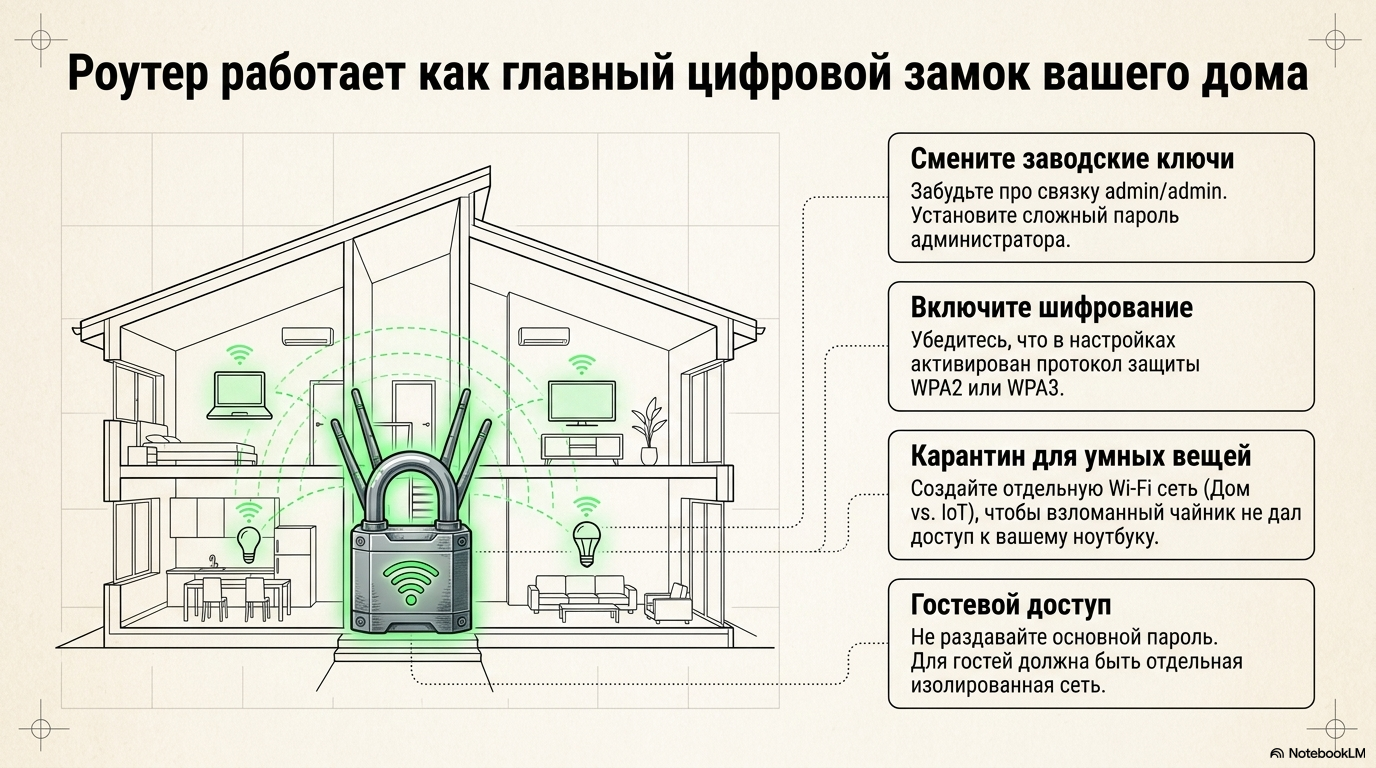 Роутер работает как главный цифровой замок вашего дома
Смените заводские ключи
Забудьте про связку admin/admin.
Установите сложный пароль
администратора.
Включите шифрование
Убедитесь, что в настройках
активирован протокол защиты
WPA2 или WPA3.
Карантин для умных вещей
Создайте отдельную Wi-Fi сеть (Дом
vs. IoT), чтобы взломанный чайник не дал
доступ к вашему ноутбуку.
Гостевой доступ
Не раздавайте основной пароль.
Для гостей должна быть отдельная
изолированная сеть.
NotebookLM